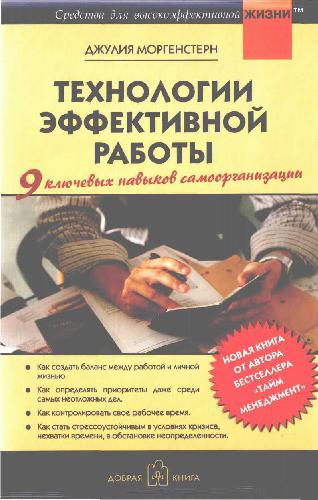 Средства для высокоэффективной ЖИЗНИ™
ДЖУЛИЯ МОРГЕНСТЕРН
ТЕХНОЛОГИИ
ЭФФЕКТИВНОЙ
РАБОТЫ
9 ключевых навыков самоорганизации
НОВАЯ КНИГА
ОТ АВТОРА
БЕСТСЕЛЛЕРА
«ТАЙМ
МЕНЕДЖМЕНТ»
Как создать баланс между работой и личной
жизнью.
Как определять приоритеты даже среди
самых неотложных дел.
Как контролировать свое рабочее время.
Как стать стрессоустойчивым в условиях кризиса,
нехватки времени, в обстановке неопределенности.
ДОБРАЯ КНИГА